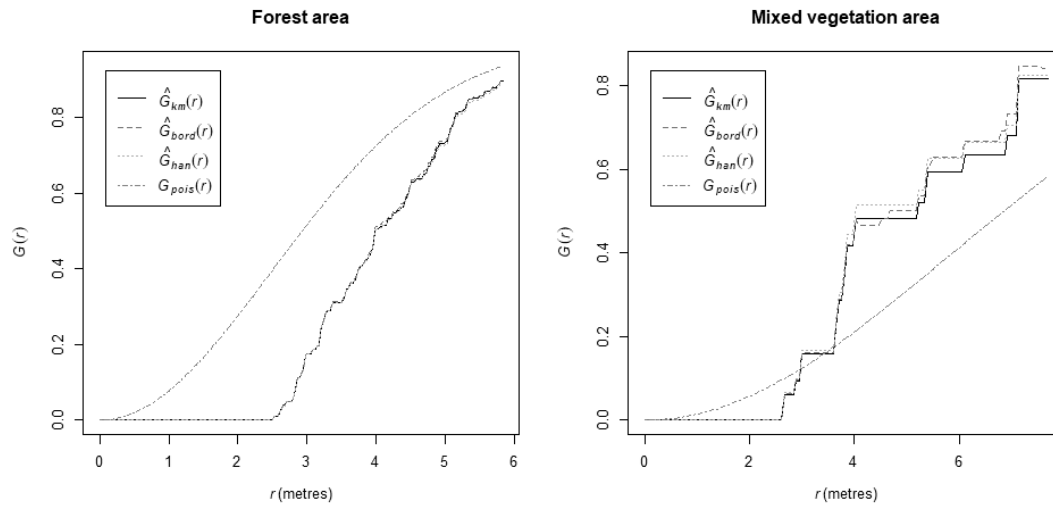 Forest area
Ĝkm(r)
Ĝbord(r)
Ĝhan(r)
Gpois(r)
G(r)
0.0
0.2
0.4
0.6
0.8
0 1 2 3 4 5 6
r (metres)
Mixed vegetation area
Ĝkm(r)
Ĝbord(r)
Ĝhan(r)
Gpois(r)
G(r)
0.0
0.2
0.4
0.6
0.8
0 2 4 6
r (metres)